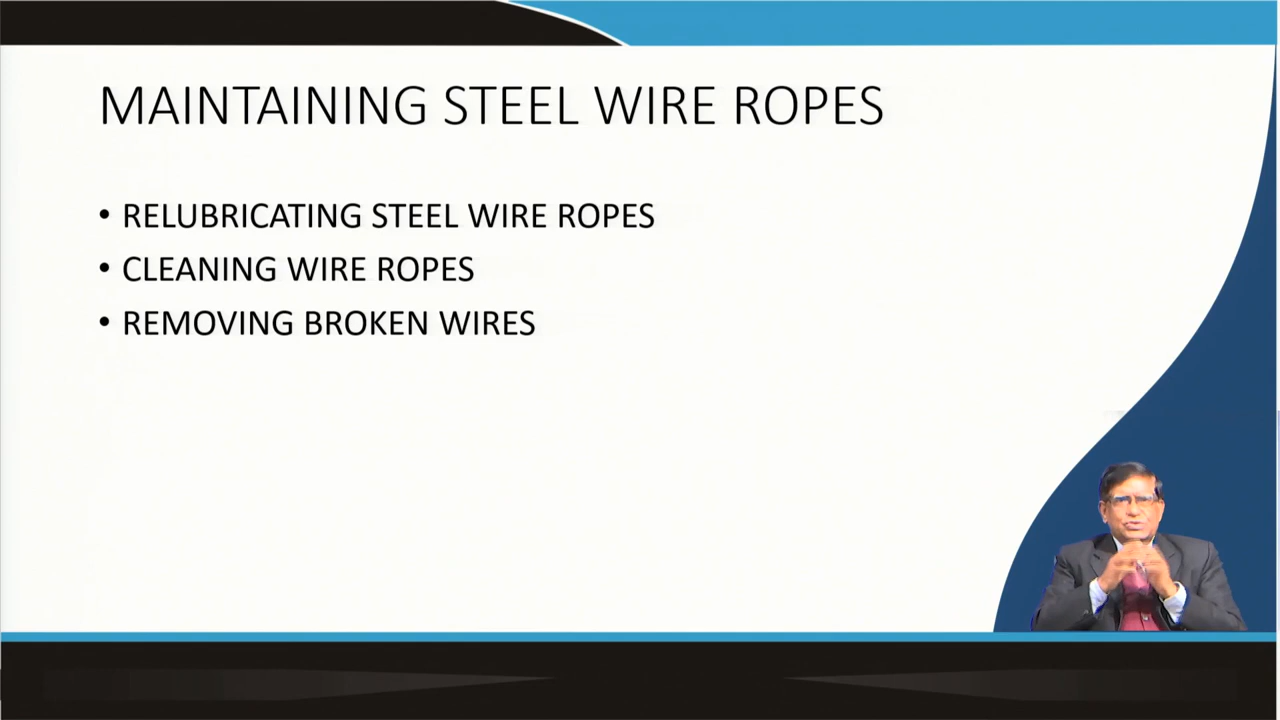 MAINTAINING STEEL WIRE ROPES
• RELUBRICATING STEEL WIRE ROPES
• CLEANING WIRE ROPES
• REMOVING BROKEN WIRES